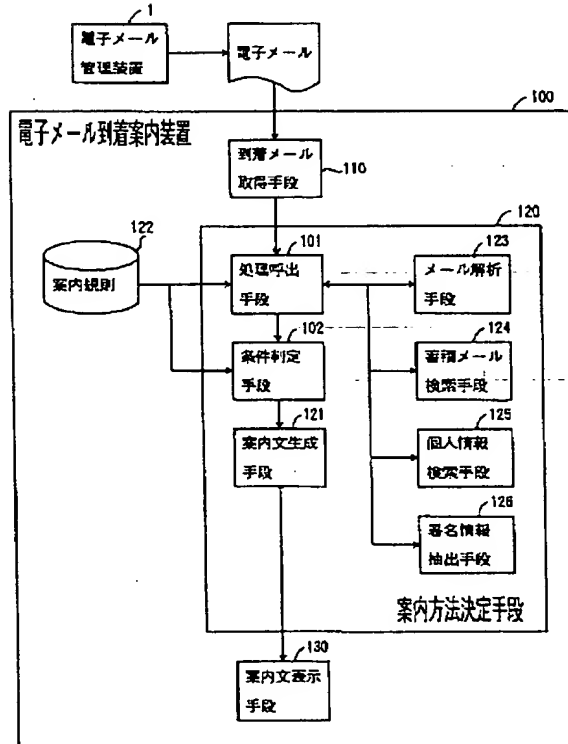 1
電子メール
管理装置
電子メール
100
電子メール到着案内装置
到着メール
取得手段
110
120
122
案内規則
101
処理呼出
手段
123
メール解析
手段
102
条件判定
手段
124
蓄積メール
検索手段
121
案内文生成
手段
125
個人情報
検索手段
126
署名情報
抽出手段
案内方法決定手段
130
案内文表示
手段